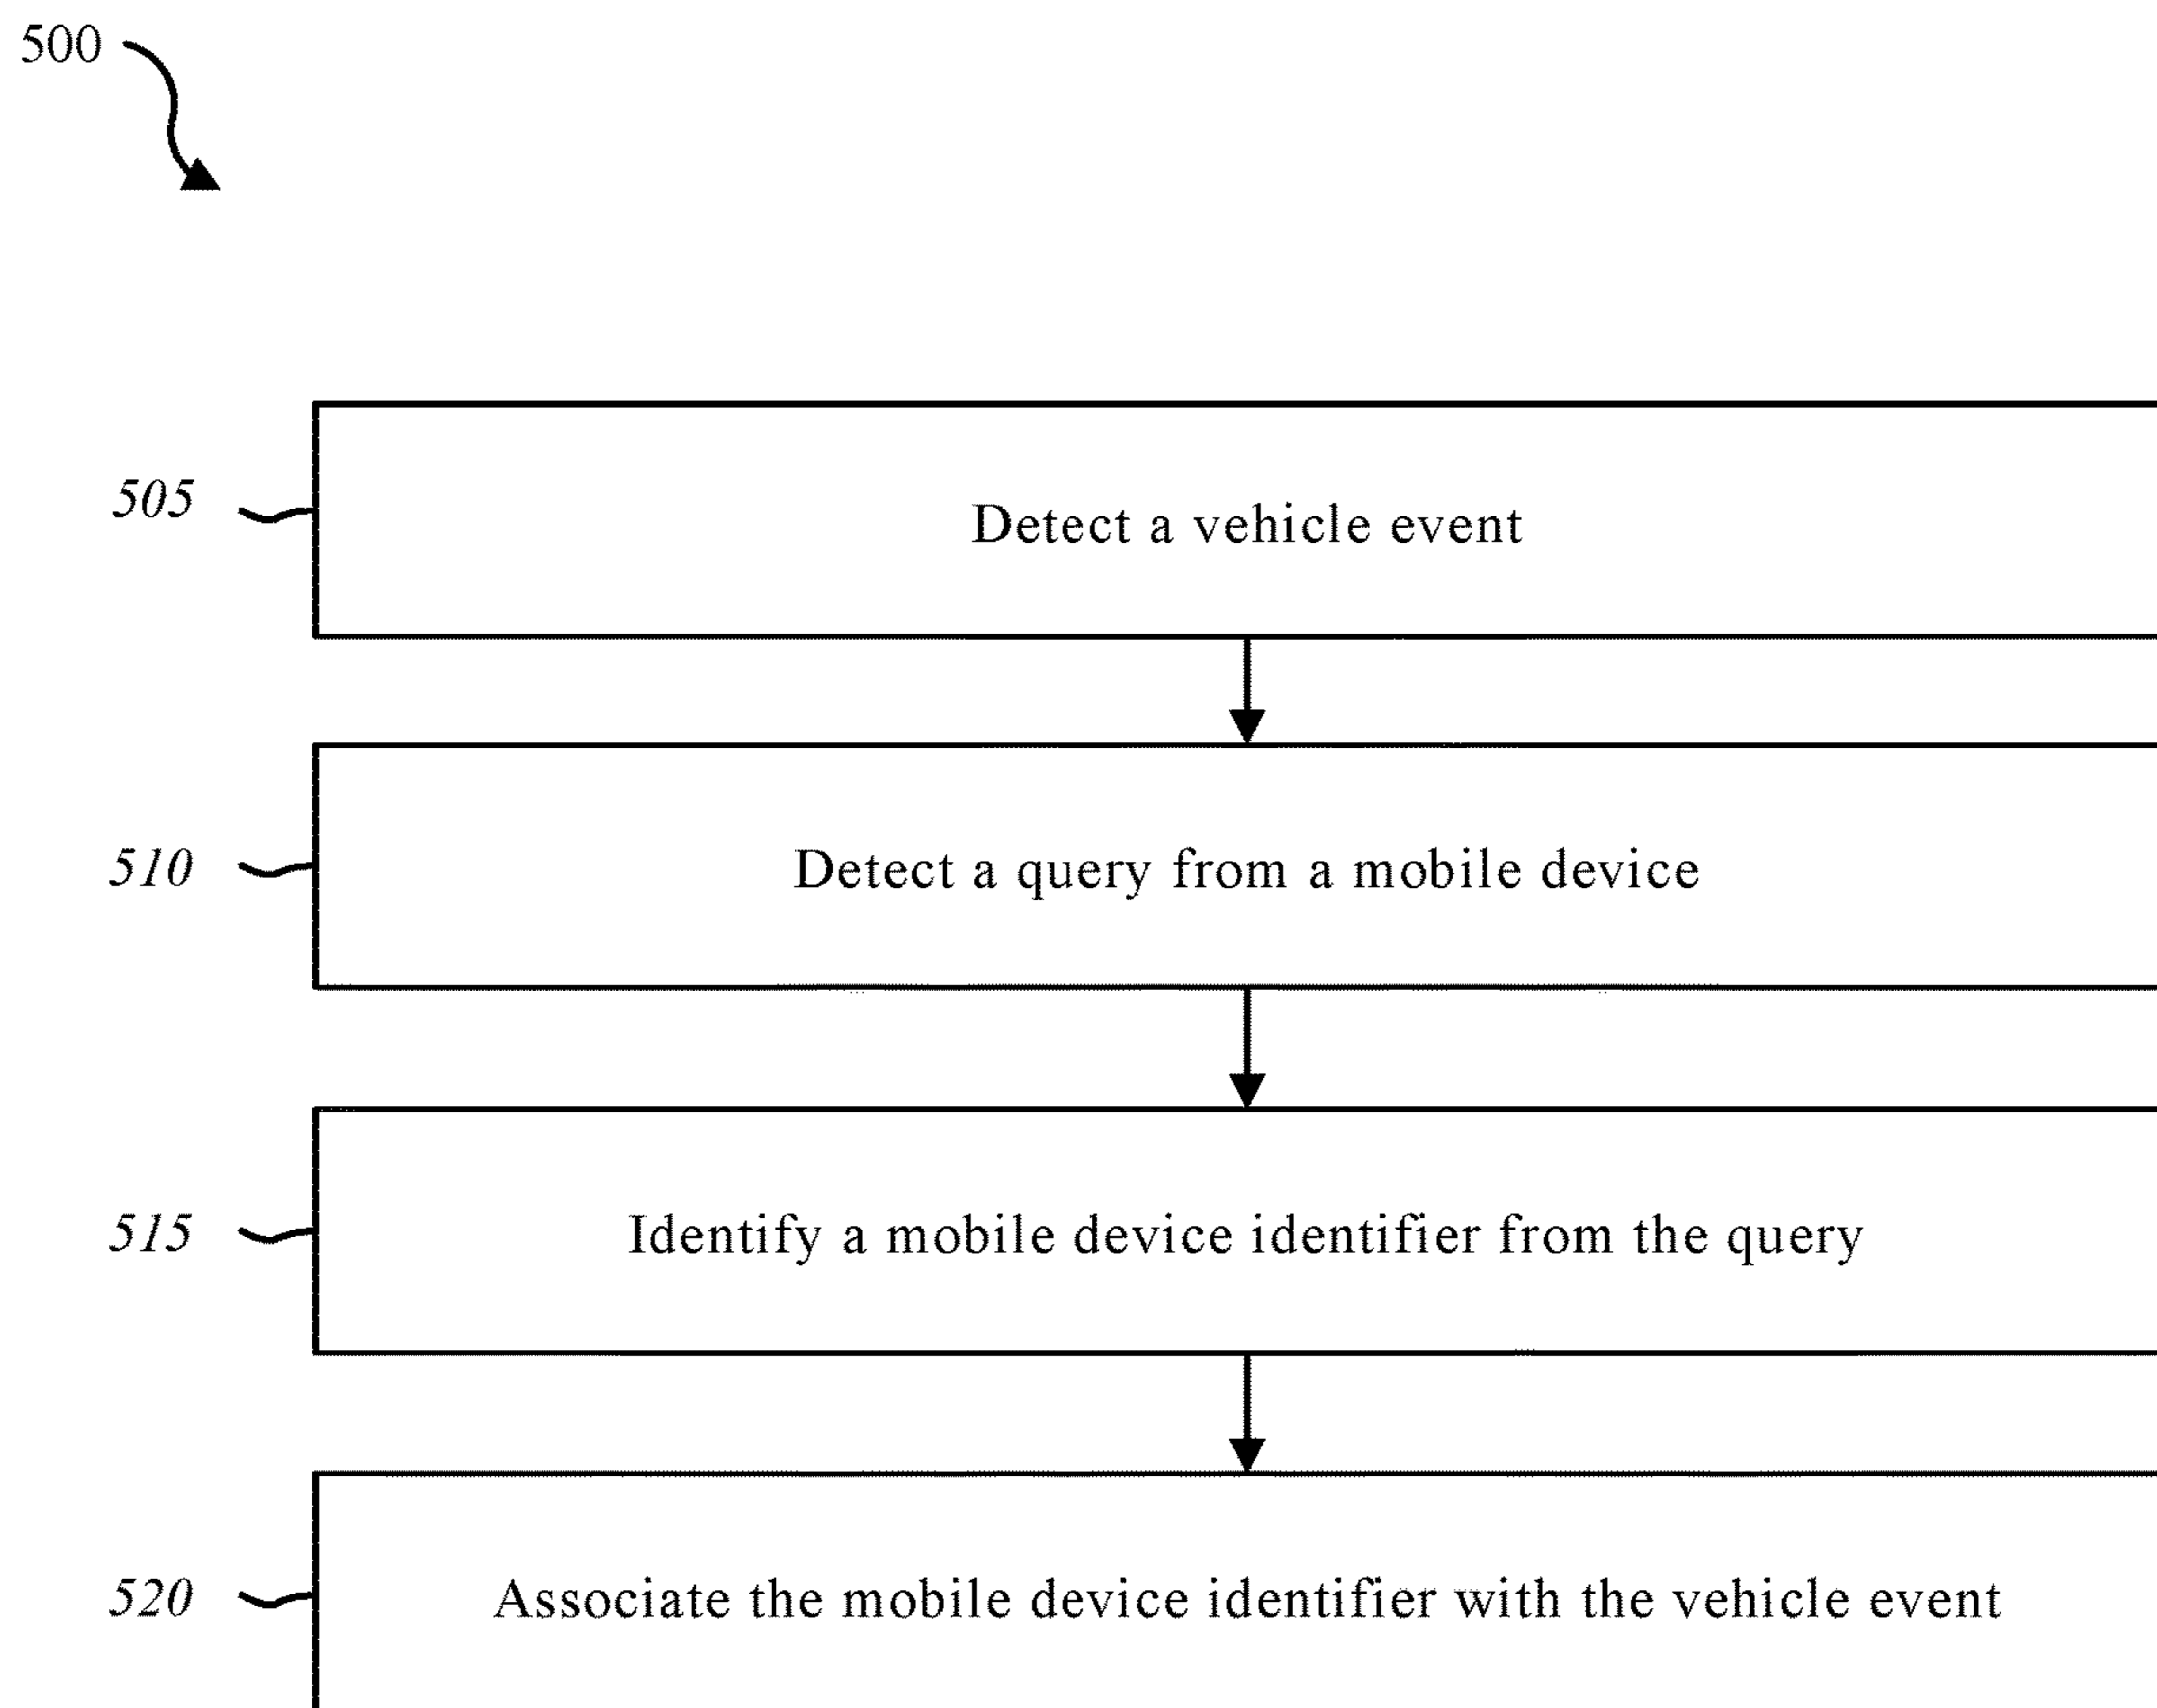 500
505
Detect a vehicle event
510
Detect a query from a mobile device
515
Identify a mobile device identifier from the query
520
Associate the mobile device identifier with the vehicle event